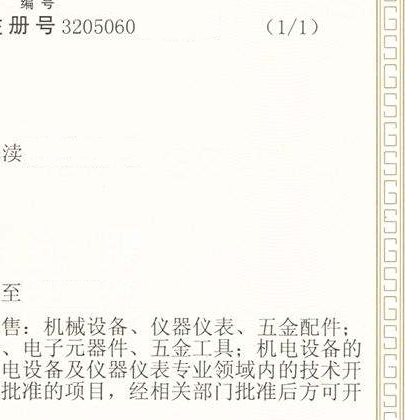 编号
注册号 3205060 (1/1)
渎
至
售：机械设备、仪器仪表、五金配件；
、电子元器件、五金工具；机电设备的
电设备及仪器仪表专业领域内的技术开
批准的项目，经相关部门批准后方可开